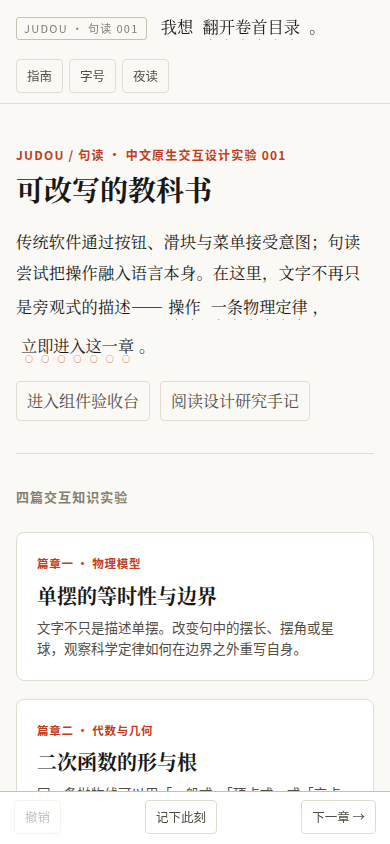 JUDOU · 句读 001 我想 翻开卷首目录 。
指南 字号 夜读
JUDOU / 句读 · 中文原生交互设计实验 001
可改写的教科书
传统软件通过按钮、滑块与菜单接受意图；句读
尝试把操作融入语言本身。在这里，文字不再只
是旁观式的描述—— 操作 一条物理定律 ，
立即进入这一章 。
进入组件验收台 阅读设计研究手记
四篇交互知识实验
篇章一 · 物理模型
单摆的等时性与边界
文字不只是描述单摆。改变句中的摆长、摆角或星
球，观察科学定律如何在边界之外重写自身。
篇章二 · 代数与几何
二次函数的形与根
撤销 记下此刻 下一章 →